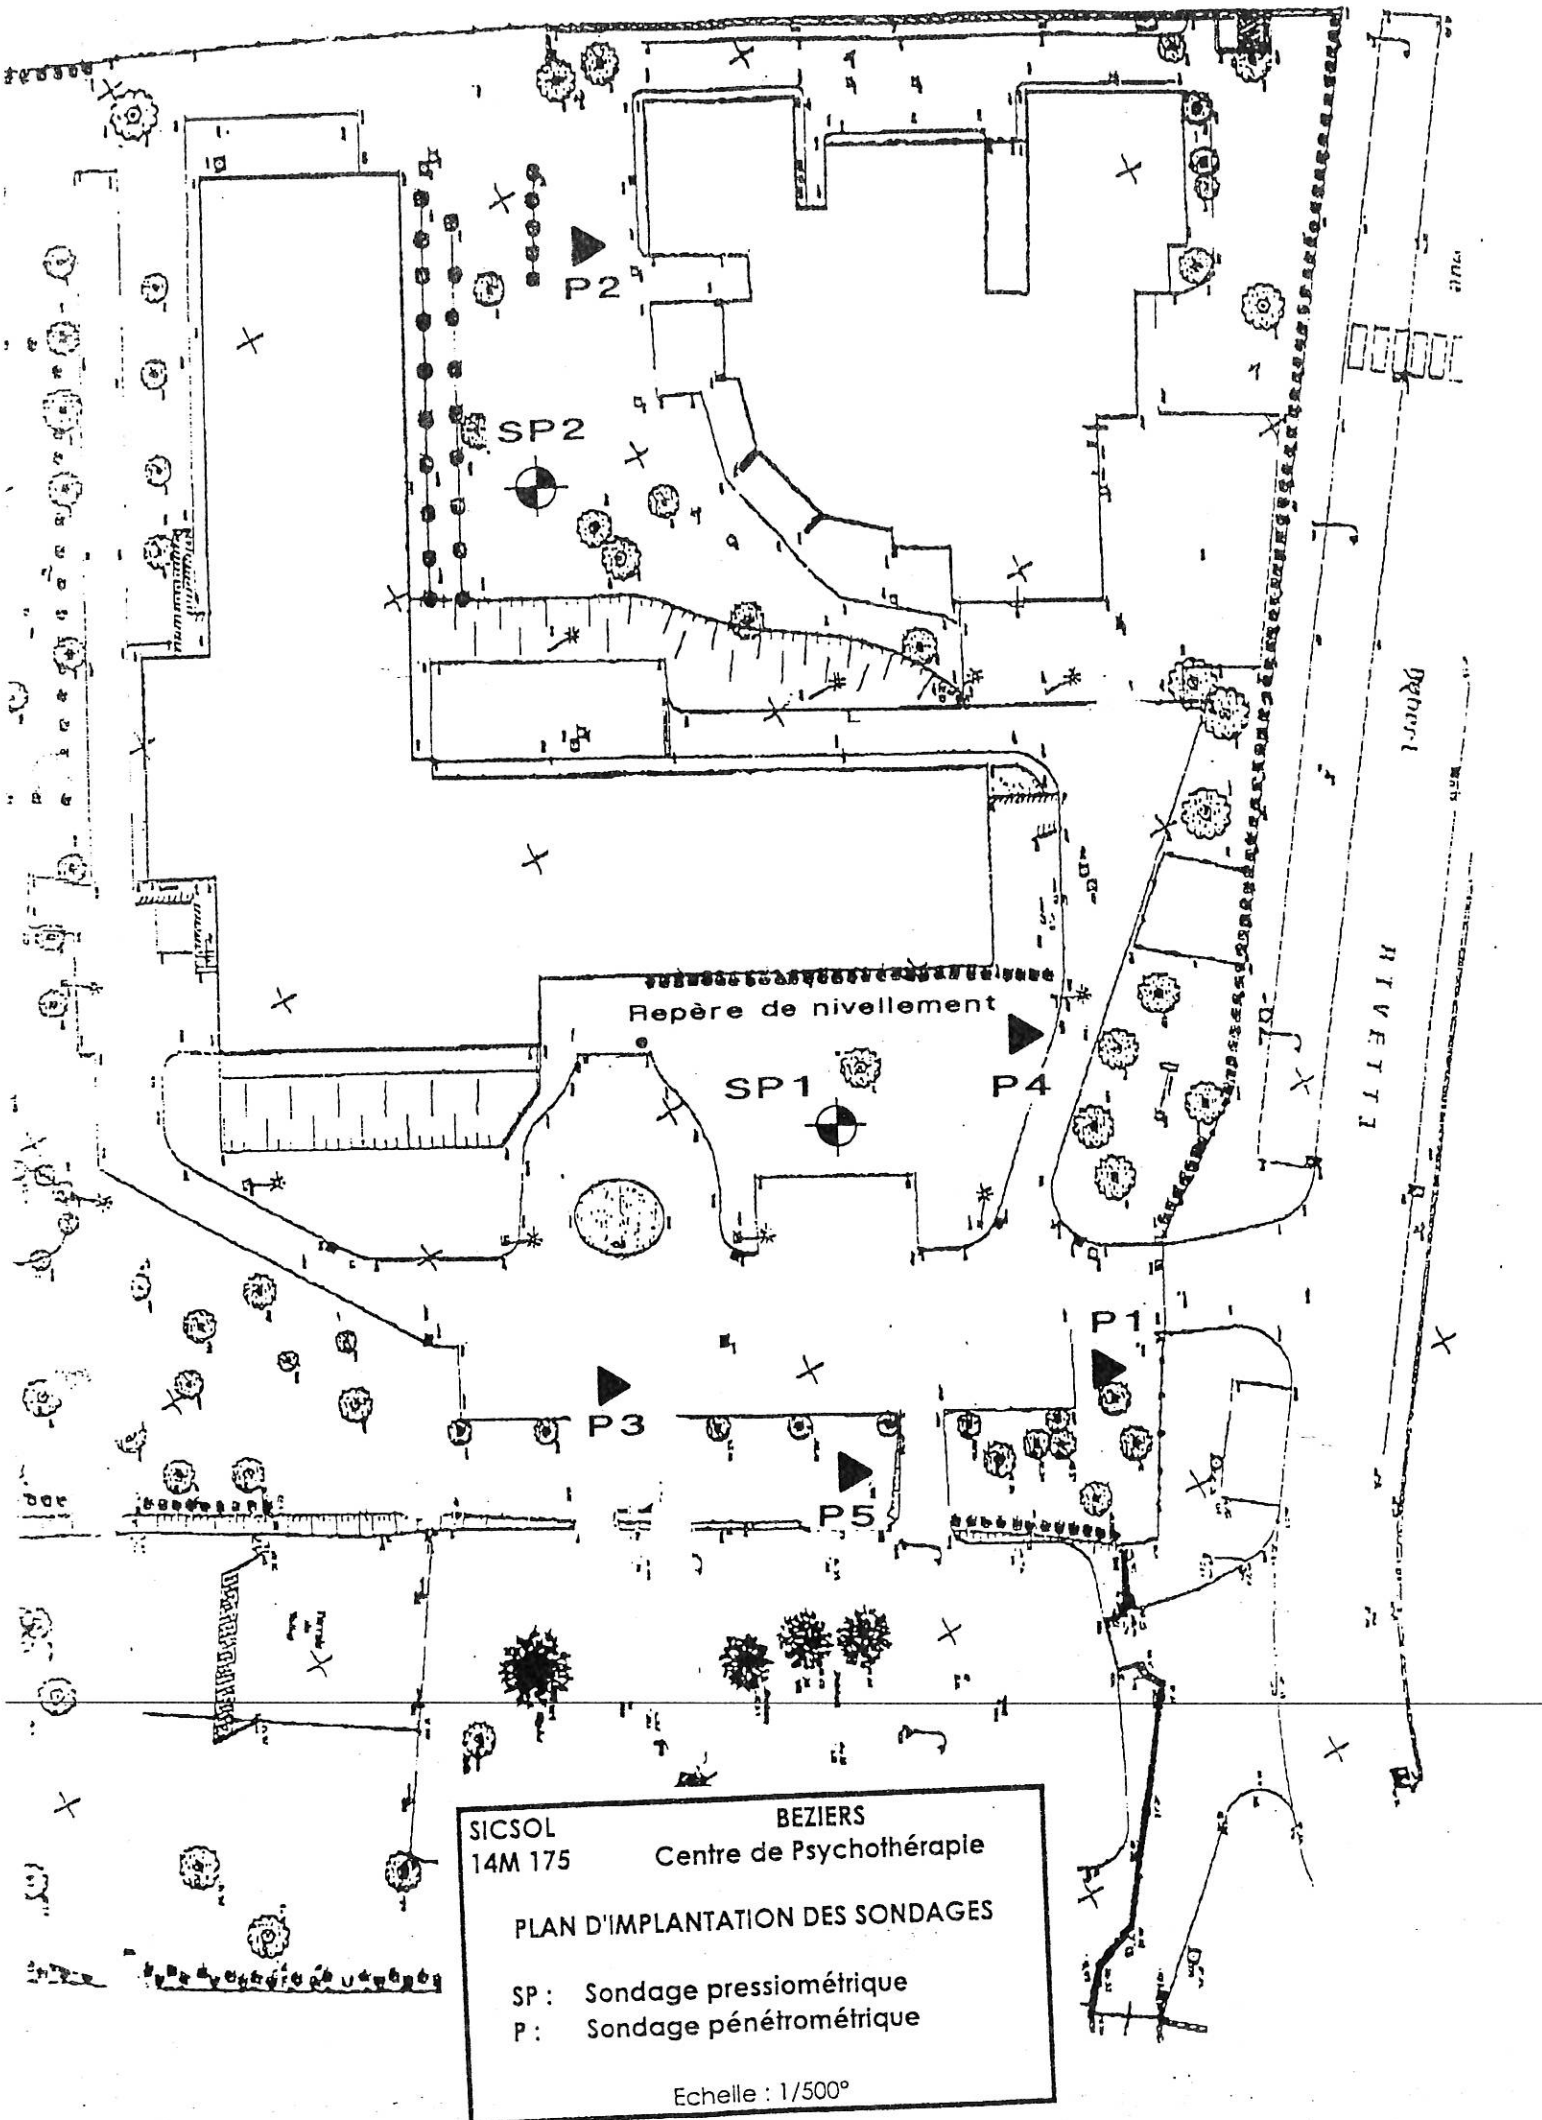 P2
SP2
Repère de nivellement
SP1
P4
P1
P3
P5
SICSOL
BEZIERS
14M 175
Centre de Psychothérapie
PLAN D'IMPLANTATION DES SONDAGES
SP : Sondage pressiométrique
P : Sondage pénétrométrique
Echelle : 1/500°